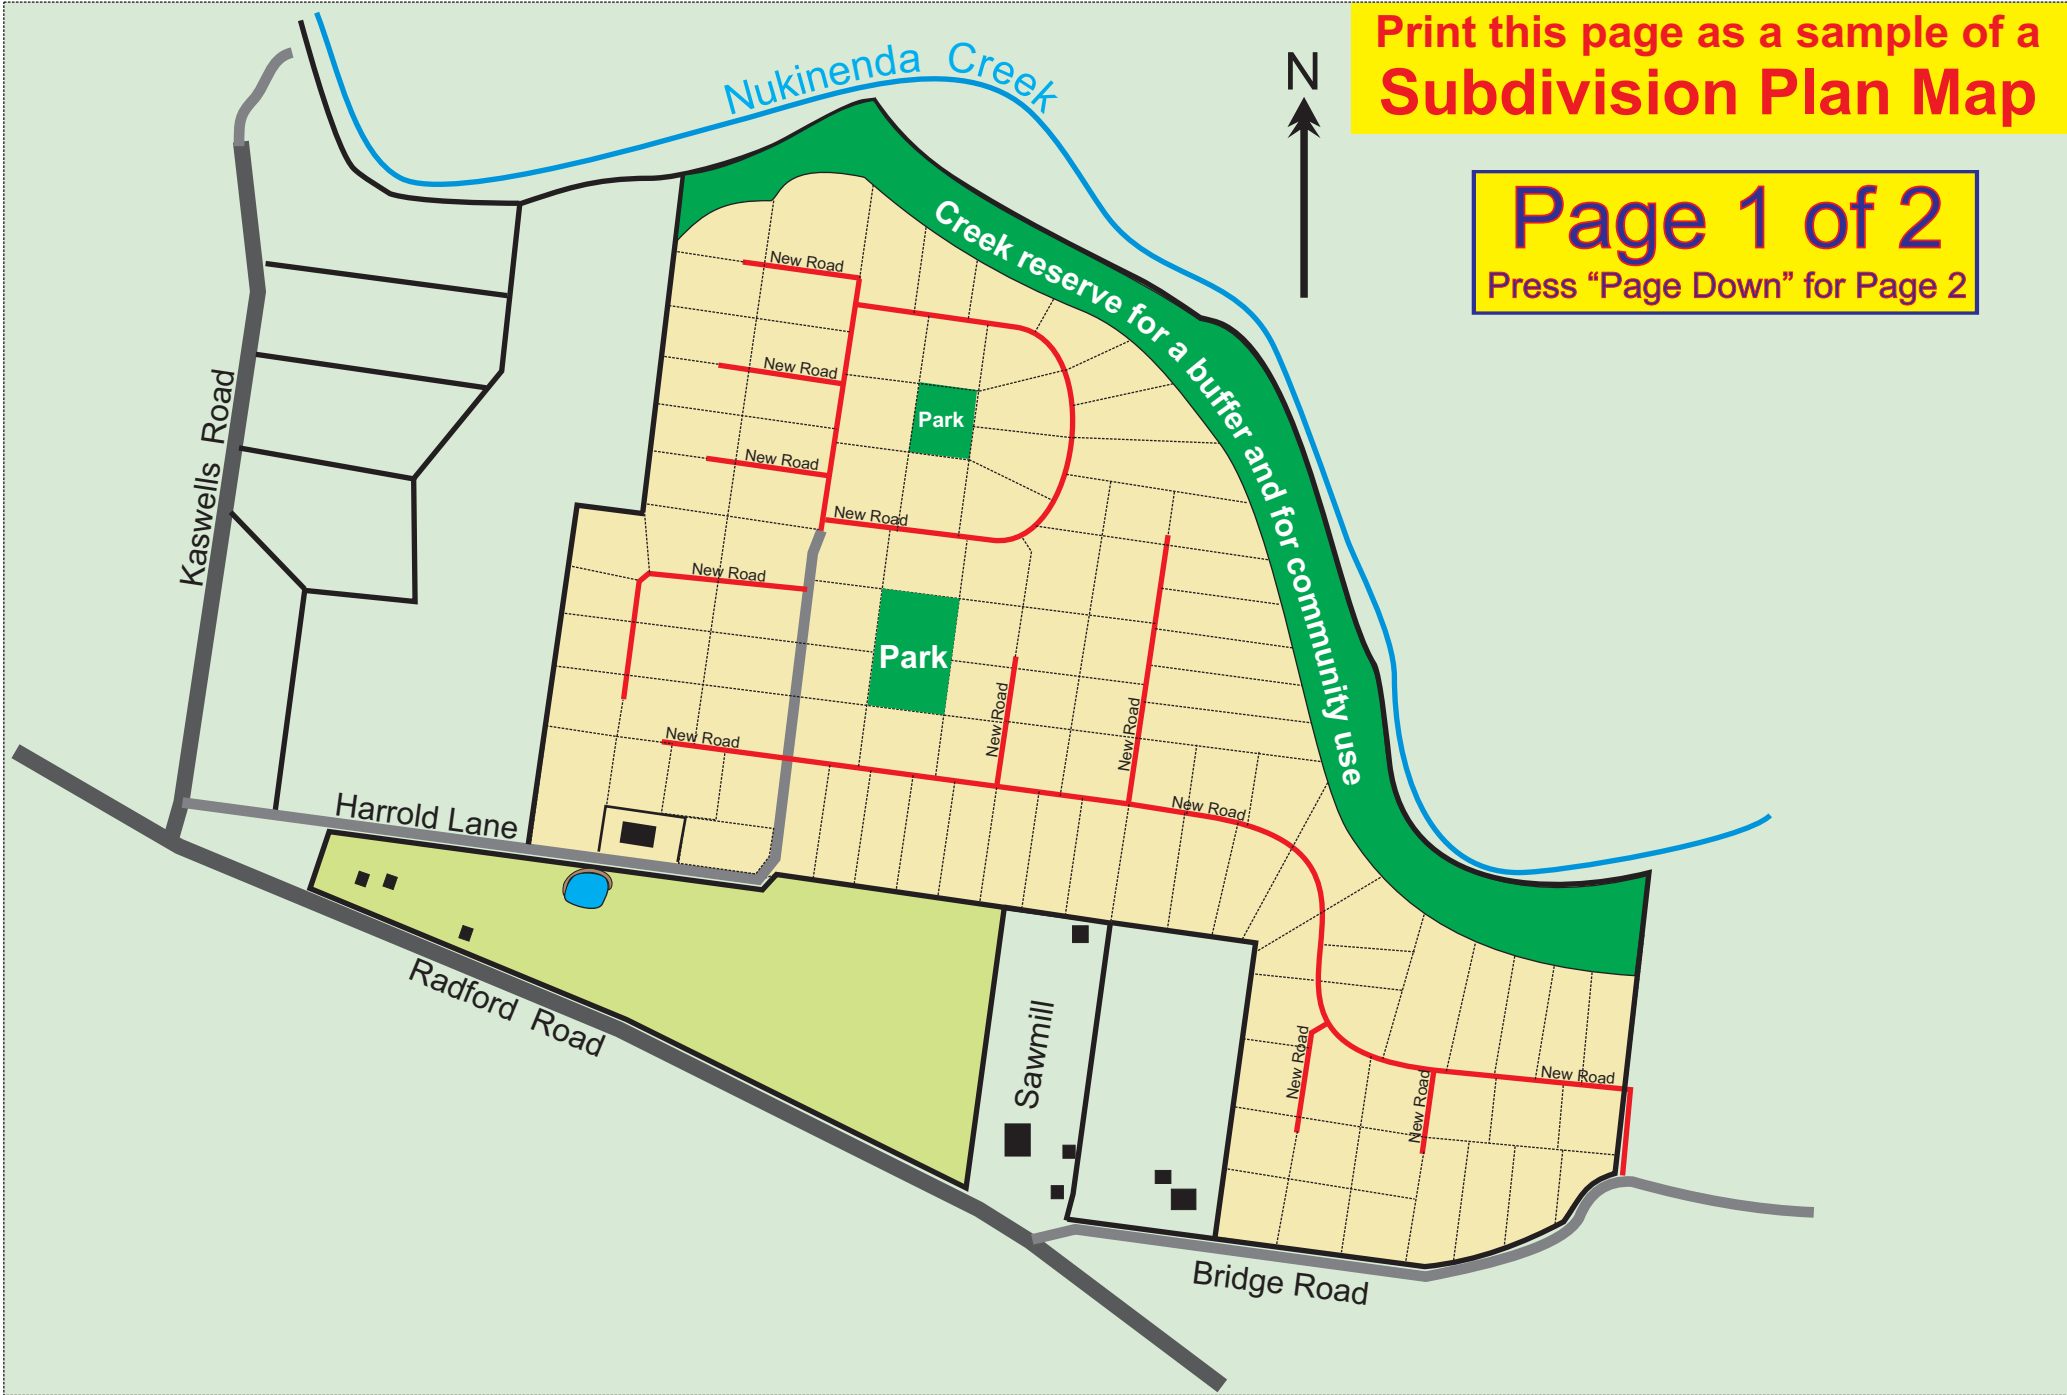 Print this page as a sample of a
Subdivision Plan Map
Page 1 of 2
Press “Page Down” for Page 2
N
Nukinenda Creek
Creek reserve for a buffer and for community use
New Road
New Road
Park
New Road
New Road
New Road
Park
New Road
New Road
New Road
New Road
New Road
New Road
New Road
Kaswells Road
Harrold Lane
Radford Road
Sawmill
Bridge Road